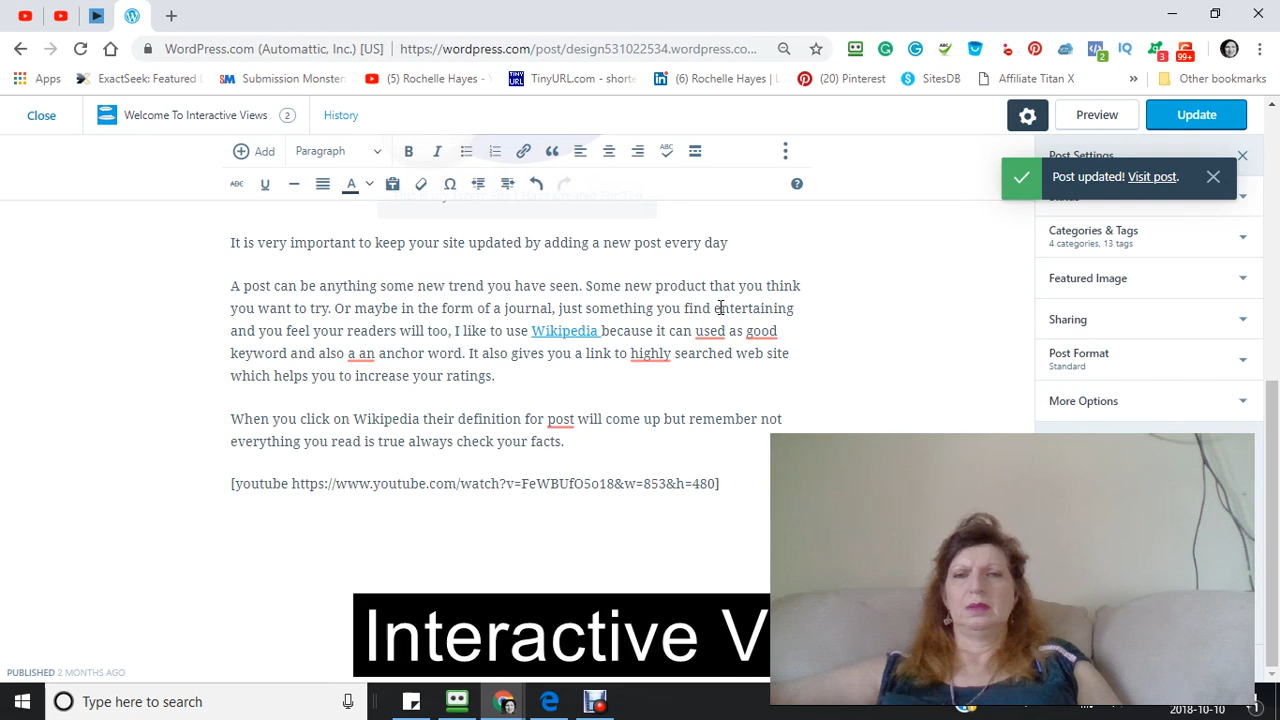 WordPress.com (Automattic, Inc.) [US]
https://wordpress.com/post/design531022534.wordpress.co...
2
3
99+
Apps
ExactSeek: Featured L
Submission Monster
(5) Rochelle Hayes - Y
TinyURL.com - shorte
(6) Rochelle Hayes |
(20) Pinterest
SitesDB
Affiliate Titan X
»
Other bookmarks
Close
Welcome To Interactive Views
2
History
Preview
Update
Add
Paragraph
Post Settings
Post updated! Visit post.
It is very important to keep your site updated by adding a new post every day
A post can be anything some new trend you have seen. Some new product that you think
you want to try. Or maybe in the form of a journal, just something you find entertaining
and you feel your readers will too, I like to use Wikipedia because it can used as good
keyword and also a an anchor word. It also gives you a link to highly searched web site
which helps you to increase your ratings.
When you click on Wikipedia their definition for post will come up but remember not
everything you read is true always check your facts.
[youtube https://www.youtube.com/watch?v=FeWBUfO5o18&w=853&h=480]
Status
Categories & Tags
4 categories, 13 tags
Featured Image
Sharing
Post Format
Standard
More Options
Interactive V
PUBLISHED 2 MONTHS AGO
Type here to search
2018-10-10